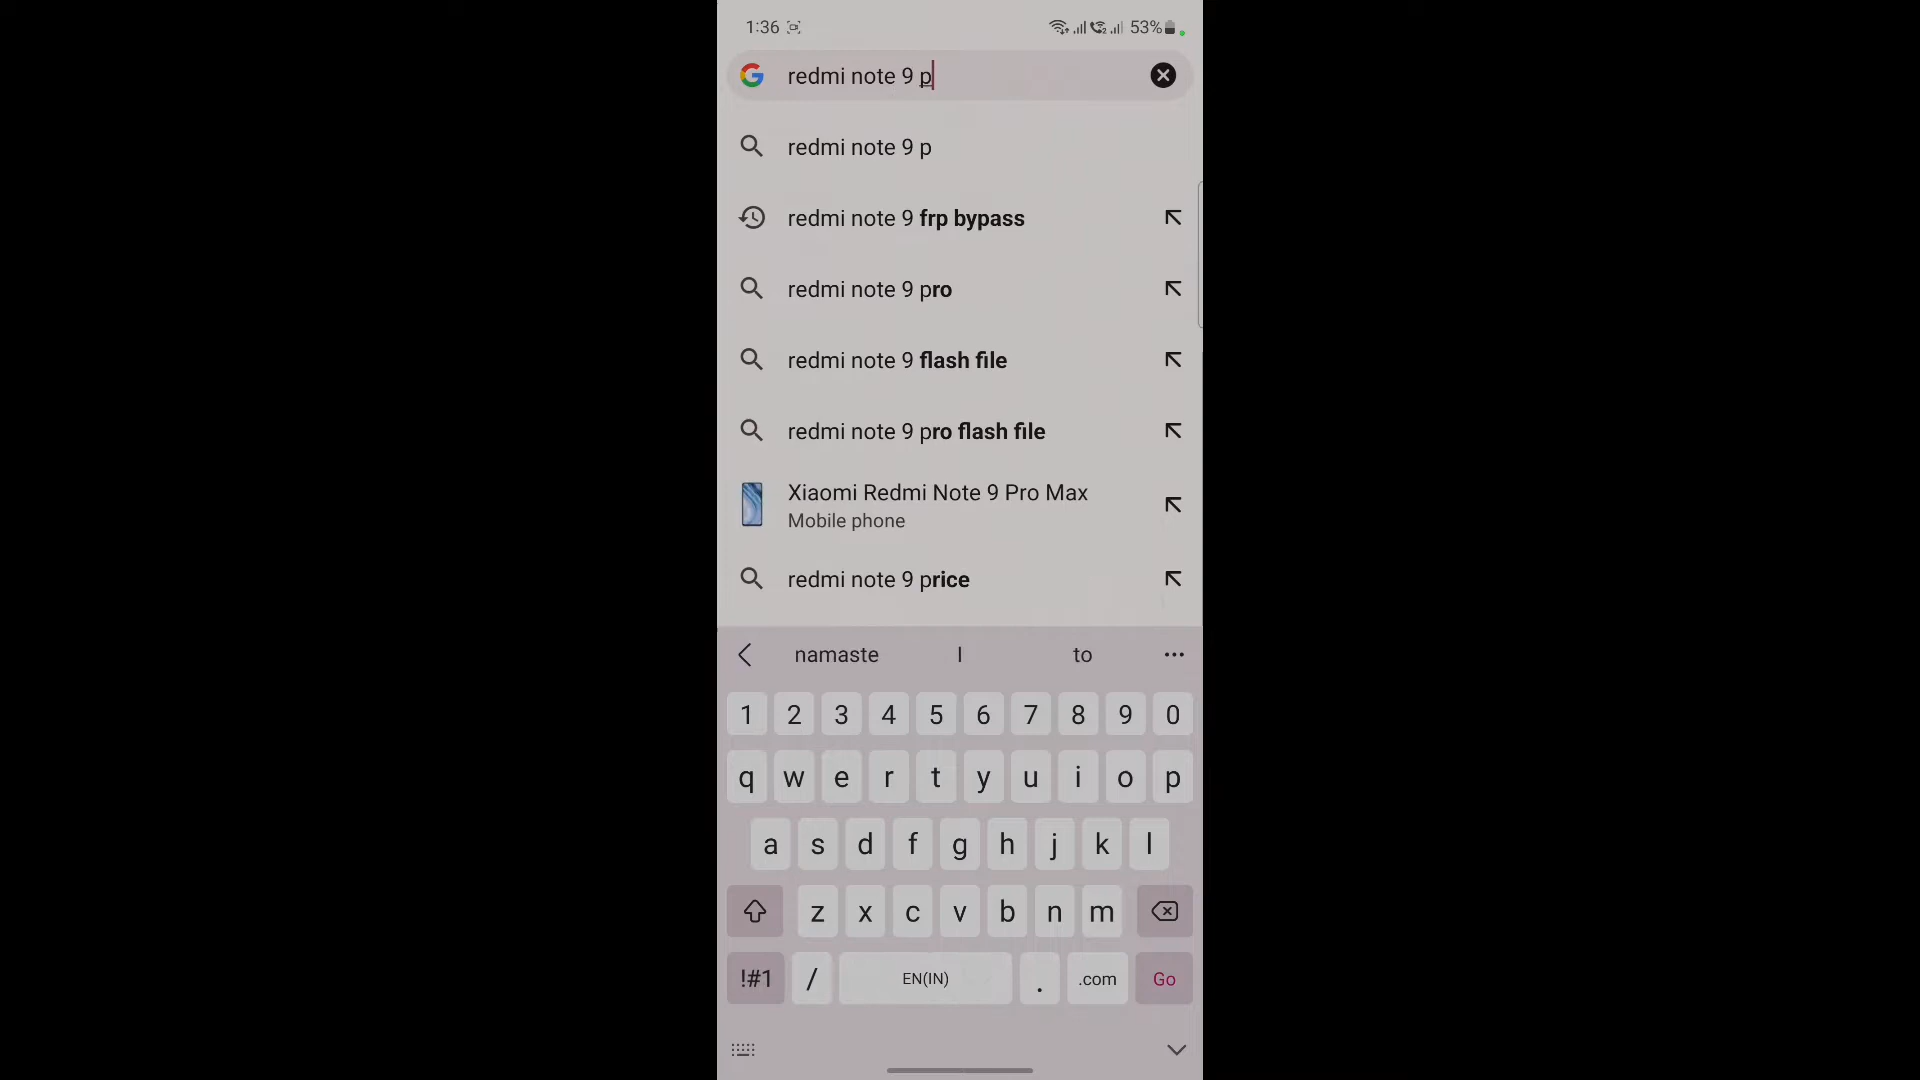 1:36
53%
redmi note 9 p
redmi note 9 p
redmi note 9 frp bypass
redmi note 9 pro
redmi note 9 flash file
redmi note 9 pro flash file
Xiaomi Redmi Note 9 Pro Max
Mobile phone
redmi note 9 price
namaste I to
1 2 3 4 5 6 7 8 9 0
q w e r t y u i o p
a s d f g h j k l
z x c v b n m
!#1 / EN(IN) . .com Go